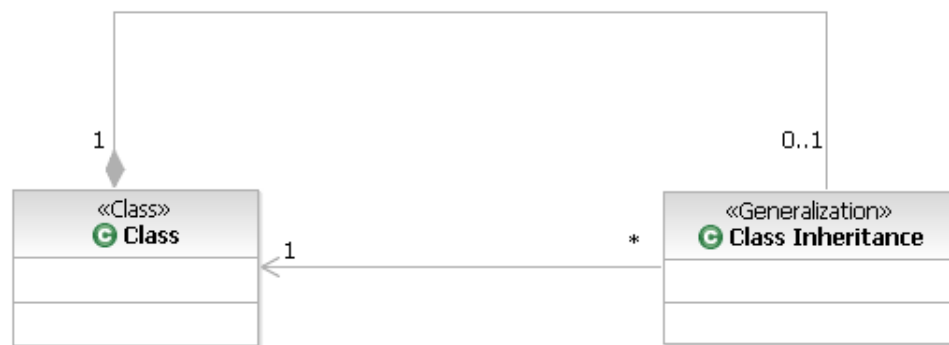 1
0..1
«Class»
C Class
«Generalization»
C Class Inheritance
1
*